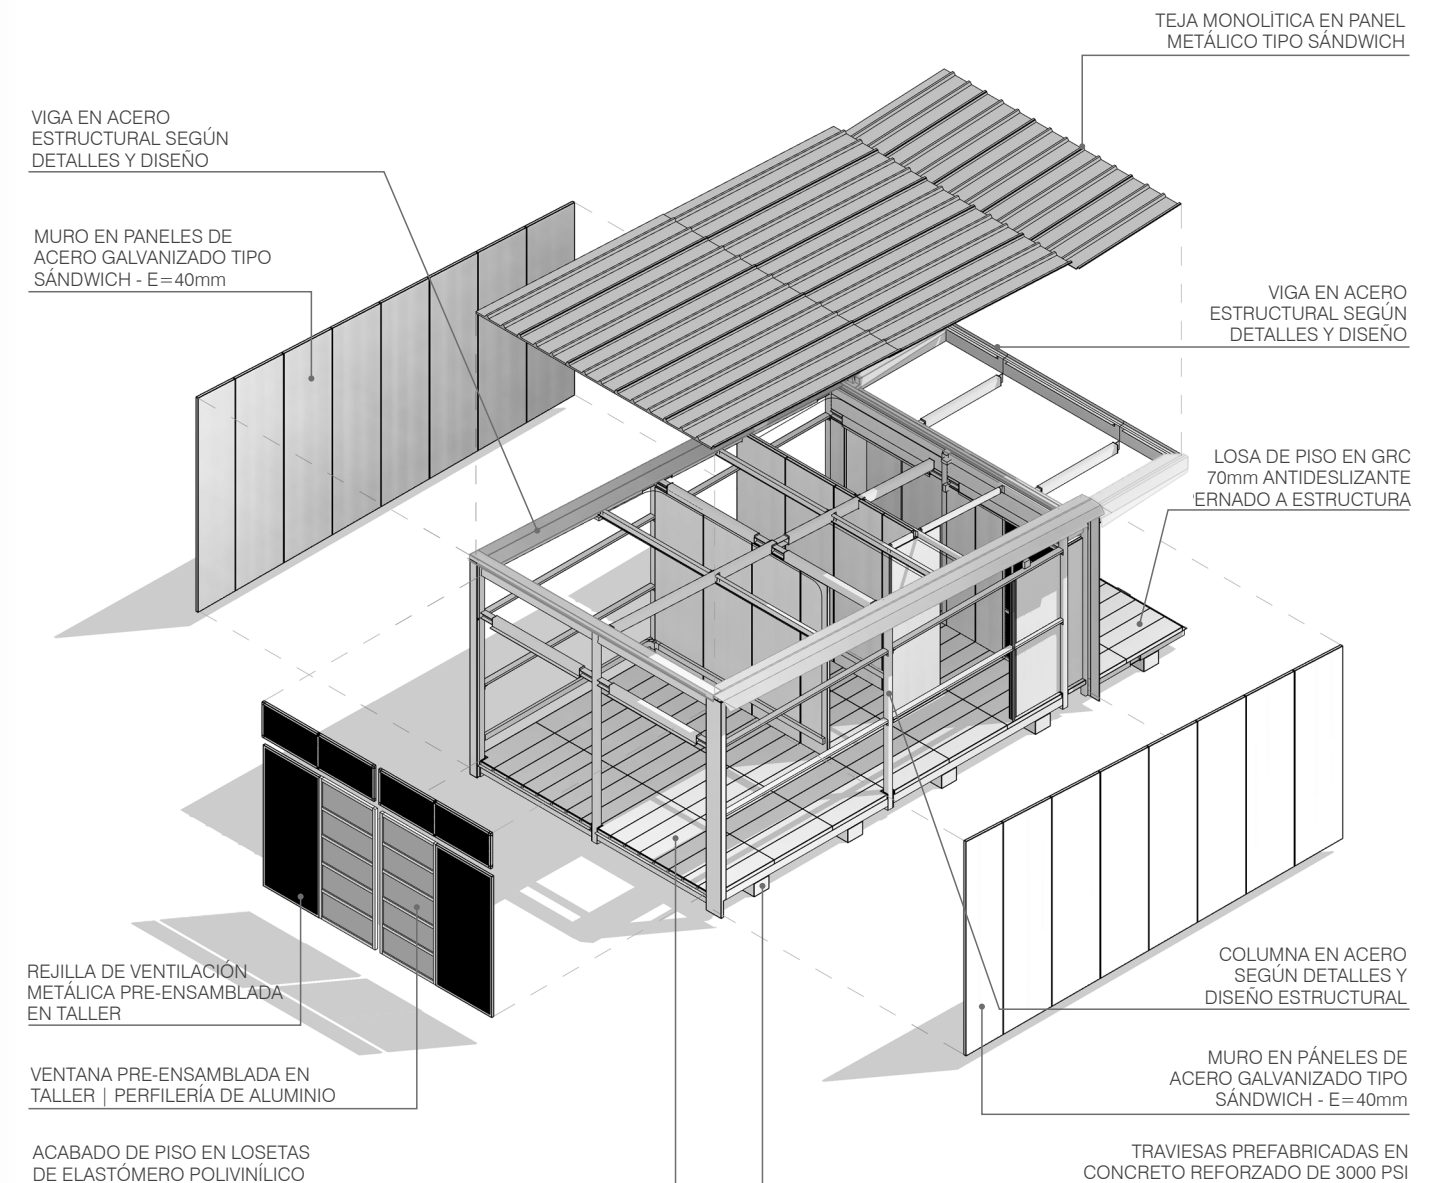 TEJA MONOLÍTICA EN PANEL
METÁLICO TIPO SÁNDWICH
VIGA EN ACERO
ESTRUCTURAL SEGÚN
DETALLES Y DISEÑO
MURO EN PANELES DE
ACERO GALVANIZADO TIPO
SÁNDWICH - E=40mm
VIGA EN ACERO
ESTRUCTURAL SEGÚN
DETALLES Y DISEÑO
LOSA DE PISO EN GRC
70mm ANTIDESLIZANTE
ERNADO A ESTRUCTURA
REJILLA DE VENTILACIÓN
METÁLICA PRE-ENSAMBLADA
EN TALLER
COLUMNA EN ACERO
SEGÚN DETALLES Y
DISEÑO ESTRUCTURAL
VENTANA PRE-ENSAMBLADA EN
TALLER | PERFILERÍA DE ALUMINIO
MURO EN PÁNELES DE
ACERO GALVANIZADO TIPO
SÁNDWICH - E=40mm
ACABADO DE PISO EN LOSETAS
DE ELASTÓMERO POLIVINÍLICO
TRAVIESAS PREFABRICADAS EN
CONCRETO REFORZADO DE 3000 PSI